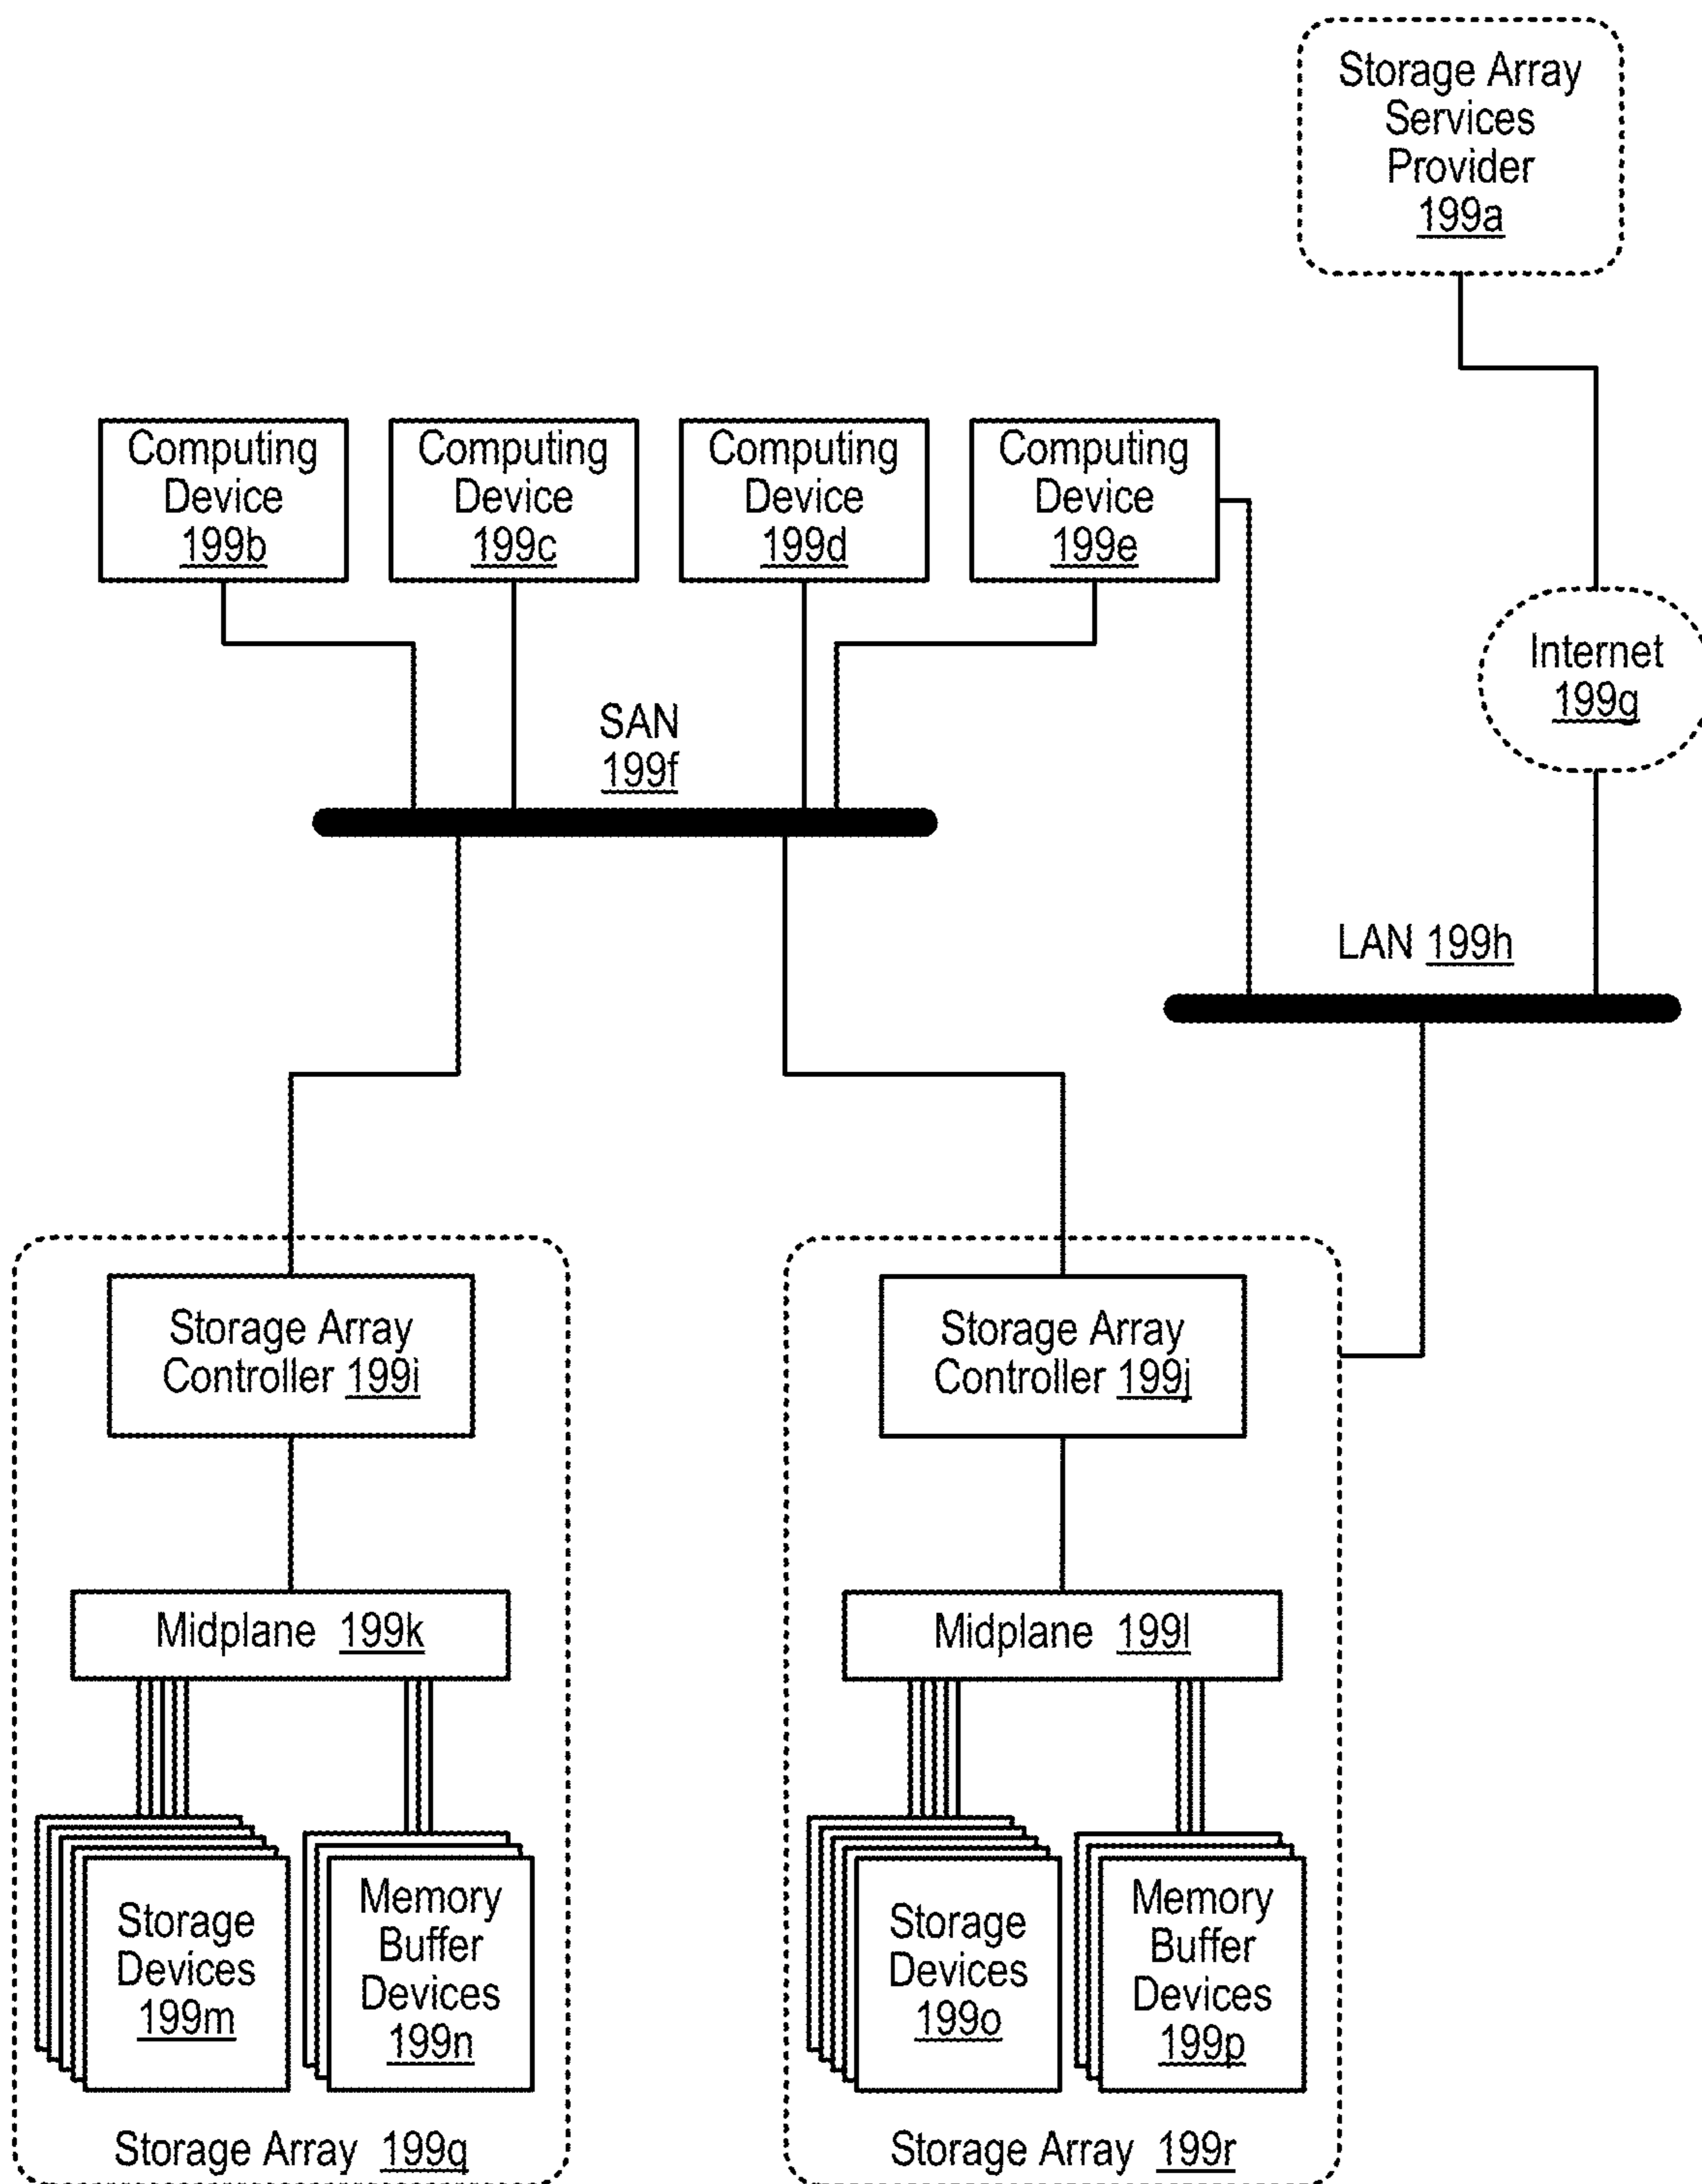 Storage Array
Services
Provider
199a
Computing
Device
199b
Computing
Device
199c
Computing
Device
199d
Computing
Device
199e
Internet
199g
SAN
199f
LAN 199h
Storage Array
Controller 199i
Storage Array
Controller 199j
Midplane 199k
Midplane 199l
Storage
Devices
199m
Memory
Buffer
Devices
199n
Storage
Devices
199o
Memory
Buffer
Devices
199p
Storage Array 199q
Storage Array 199r